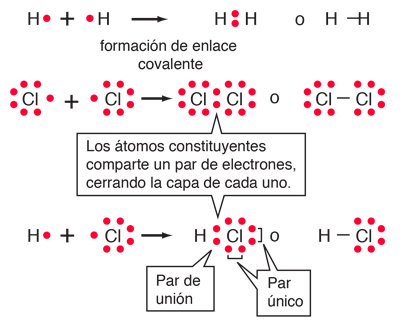 H + H → H H o H—H
formación de enlace
covalente
Cl + Cl → Cl Cl o Cl—Cl
Los átomos constituyentes
comparte un par de electrones,
cerrando la capa de cada uno.
H + Cl → H Cl o H—Cl
Par de
unión
Par
único